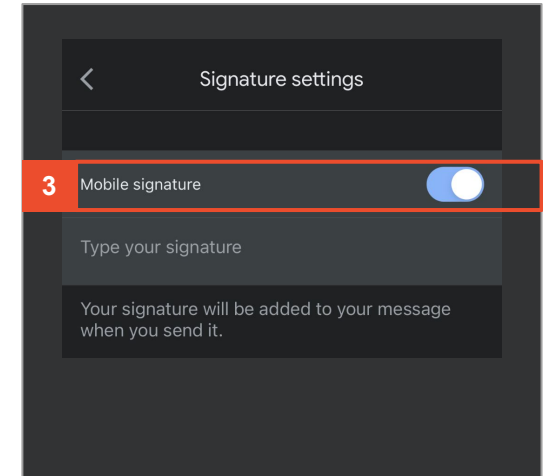 Signature settings
3 Mobile signature
Type your signature
Your signature will be added to your message
when you send it.